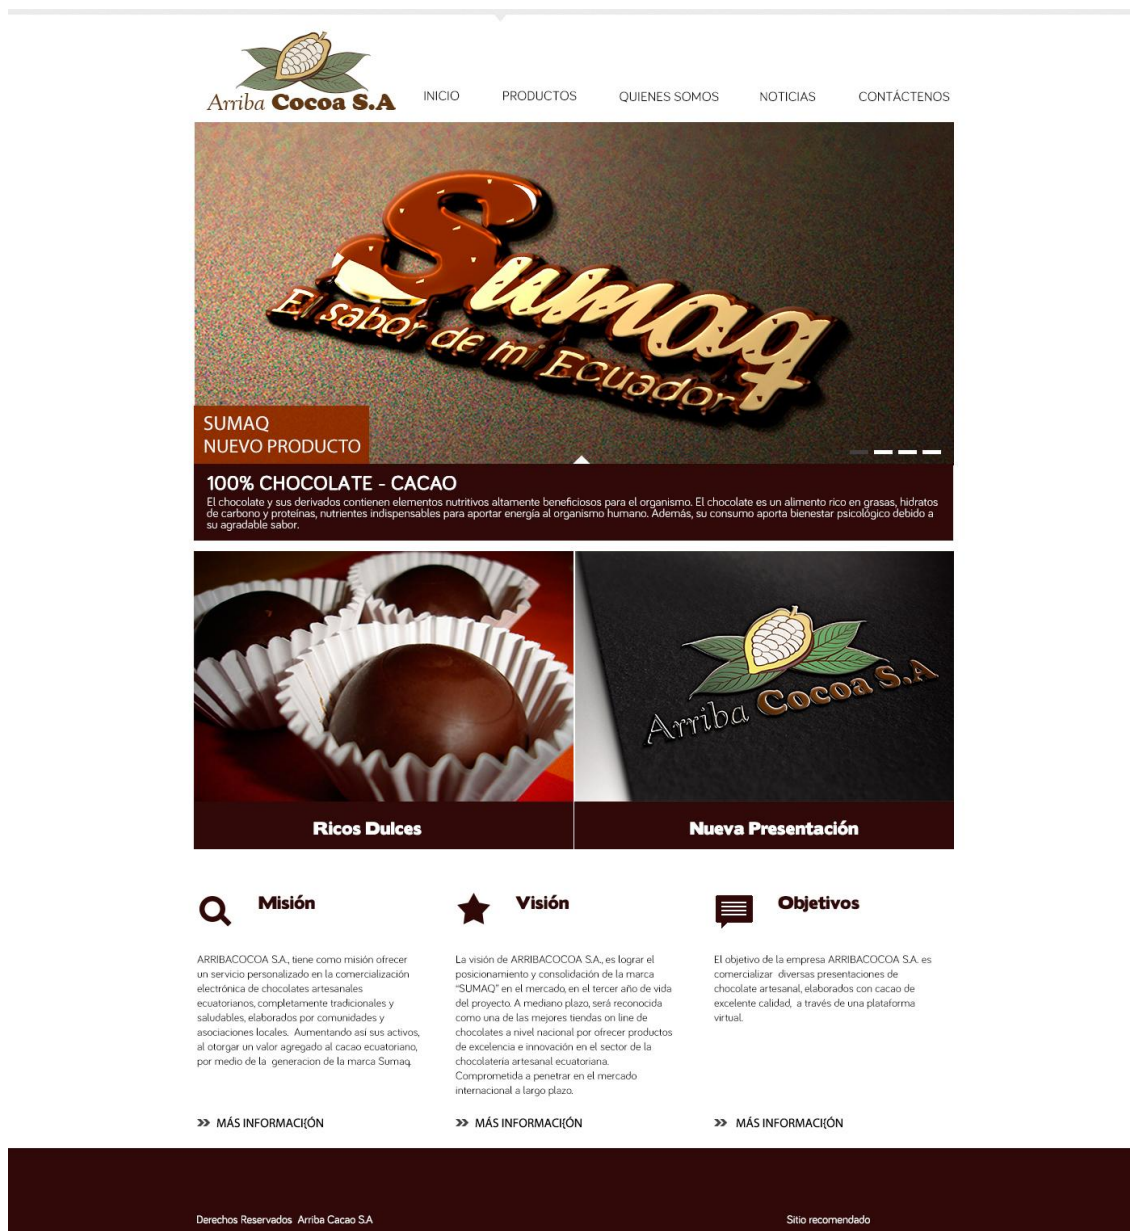 Arriba Cocoa S.A
INICIO
PRODUCTOS
QUIENES SOMOS
NOTICIAS
CONTÁCTENOS
Sumaq
El sabor de mi Ecuador
SUMAQ
NUEVO PRODUCTO
100% CHOCOLATE - CACAO
El chocolate y sus derivados contienen elementos nutritivos altamente beneficiosos para el organismo. El chocolate es un alimento rico en grasas, hidratos
de carbono y proteínas, nutrientes indispensables para aportar energía al organismo humano. Además, su consumo aporta bienestar psicológico debido a
su agradable sabor.
Arriba Cocoa S.A
Ricos Dulces
Nueva Presentación
Misión
ARRIBACOCOA S.A., tiene como misión ofrecer
un servicio personalizado en la comercialización
electrónica de chocolates artesanales
ecuatorianos, completamente tradicionales y
saludables, elaborados por comunidades y
asociaciones locales. Aumentando así sus activos,
al otorgar un valor agregado al cacao ecuatoriano,
por medio de la generacion de la marca Sumaq.
MÁS INFORMACI{ÓN
Visión
La visión de ARRIBACOCOA S.A., es lograr el
posicionamiento y consolidación de la marca
“SUMAQ” en el mercado, en el tercer año de vida
del proyecto. A mediano plazo, será reconocida
como una de las mejores tiendas on line de
chocolates a nivel nacional por ofrecer productos
de excelencia e innovación en el sector de la
chocolatería artesanal ecuatoriana.
Comprometida a penetrar en el mercado
internacional a largo plazo.
MÁS INFORMACI{ÓN
Objetivos
El objetivo de la empresa ARRIBACOCOA S.A. es
comercializar diversas presentaciones de
chocolate artesanal, elaborados con cacao de
excelente calidad, a través de una plataforma
virtual.
MÁS INFORMACI{ÓN
Derechos Reservados Arriba Cacao S.A
Sitio recomendado